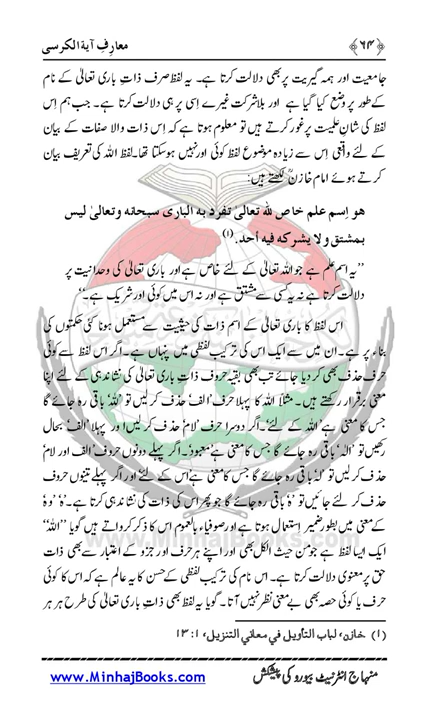 معارفِ آیۃ الکرسی ﴿۶۴﴾
جامعیت اور ہمہ گیریت پر بھی دلالت کرتا ہے۔ یہ لفظ صرف ذاتِ باری تعالیٰ کے نام
کے طور پر وضع کیا گیا ہے اور بلا شرکت غیرے اِسی پر ہی دلالت کرتا ہے۔ جب ہم اِس
لفظ کی شانِ علمیت پر غور کرتے ہیں تو معلوم ہوتا ہے کہ اِس ذات والا صفات کے بیان
کے لئے واقعی اِس سے زیادہ موضوع لفظ کوئی اور نہیں ہوسکتا تھا۔ لفظ اللہ کی تعریف بیان
کرتے ہوئے امام خازنؒ لکھتے ہیں:
هو اِسم علم خاص لله تعالیٰ تفرد به الباری سبحٰنه وتعالیٰ لیس
بمشتق ولا یشرکه فیه أحد. (۱)
’’یہ اسمِ علم ہے جو اللہ تعالیٰ کے لئے خاص ہے اور باری تعالیٰ کی وحدانیت پر
دلالت کرتا ہے نہ یہ کسی سے مشتق ہے اور نہ اس میں کوئی اور شریک ہے۔‘‘
اس لفظ کا باری تعالیٰ کے اسم ذات کی حیثیت سے مستعمل ہونا کئی حکمتوں کی
بناء پر ہے۔ ان میں سے ایک اس کی ترکیب لفظی میں پنہاں ہے۔ اگر اس لفظ سے کوئی
حرف حذف بھی کر دیا جائے تب بھی بقیہ حروف ذاتِ باری تعالیٰ کی نشاندہی کے لئے اپنا
معنی برقرار رکھتے ہیں۔ مثلاً اللہ کا پہلا حرف ’الف‘ حذف کر لیں تو ’للہ‘ باقی رہ جائے گا
جس کا معنی ہے ’اللہ کے لئے‘۔ اگر دوسرا حرف ’لام‘ حذف کر لیں اور پہلا ’الف‘ بحال
رکھیں تو ’الٰہ‘ باقی رہ جائے گا جس کا معنی ہے ’معبود‘۔ اگر پہلے دونوں حروف ’الف اور لام‘
حذف کر لیں تو ’لہ‘ باقی رہ جائے گا جس کا معنی ہے اس کے لئے اور اگر پہلے تینوں حروف
حذف کر لئے جائیں تو ’ہٗ‘ باقی رہ جائے گا جو پھر اس کی ذات کی نشاندہی کرتا ہے۔ ’ہٗ‘ ’وہ‘
کے معنی میں بطور ضمیر اِستعمال ہوتا ہے اور صوفیاء بالعموم اس کا ذکر کرواتے ہیں گویا ’’اللہ‘‘
ایک ایسا لفظ ہے جو من حیث الکل بھی اور اپنے ہر حرف اور جزو کے اعتبار سے بھی ذات
حق پر معنوی دلالت کرتا ہے۔ اس نام کی ترکیب لفظی کے حسن کا یہ عالم ہے کہ اس کا کوئی
حرف یا کوئی حصہ بھی بے معنی نظر نہیں آتا۔ گویا یہ لفظ بھی ذاتِ باری تعالیٰ کی طرح ہر ہر
(۱) خازن، لباب التأویل في معاني التنزیل، ۱: ۱۳
منہاج انٹرنیٹ بیورو کی پیشکش www.MinhajBooks.com